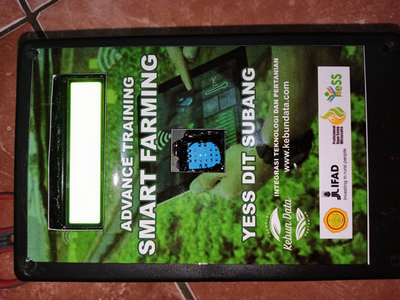 ADVANCE TRAINING
SMART FARMING
YESS DIT SUBANG
INTEGRASI TEKNOLOGI DAN PERTANIAN
www.kebundata.com
Kebun Data
YESS
JLIFAD
Investing in rural people